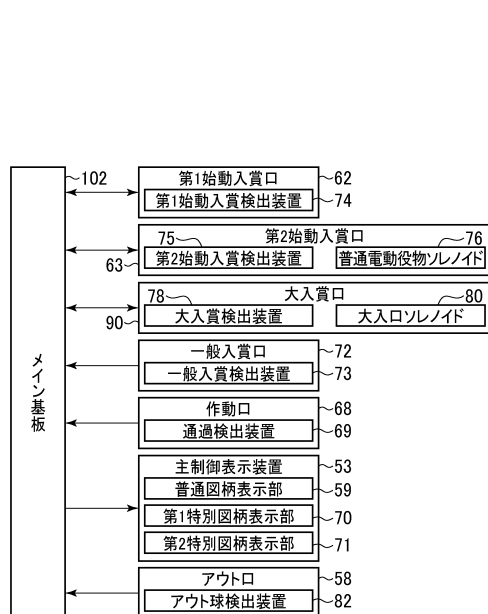 102
第1始動入賞口
62
第1始動入賞検出装置
74
第2始動入賞口
75
76
第2始動入賞検出装置
普通電動役物ソレノイド
63
大入賞口
78
80
大入賞検出装置
大入口ソレノイド
90
一般入賞口
72
一般入賞検出装置
73
メイン基板
作動口
68
通過検出装置
69
主制御表示装置
53
普通図柄表示部
59
第1特別図柄表示部
70
第2特別図柄表示部
71
アウト口
58
アウト球検出装置
82